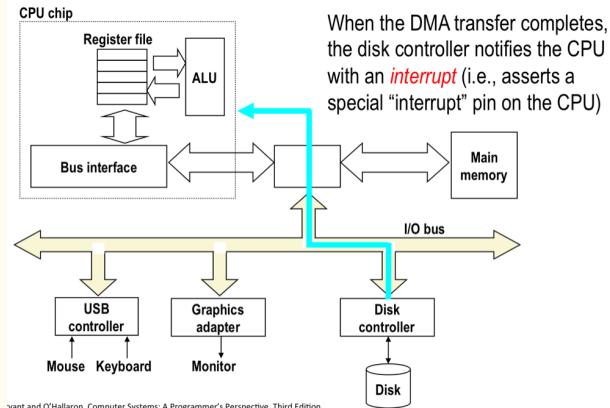 CPU chip
Register file
ALU
Bus interface
When the DMA transfer completes,
the disk controller notifies the CPU
with an interrupt (i.e., asserts a
special “interrupt” pin on the CPU)
Main
memory
I/O bus
USB
controller
Graphics
adapter
Disk
controller
Mouse Keyboard
Monitor
Disk
and O'Hallaron, Computer Systems: A Programmer's Perspective, Third Edition